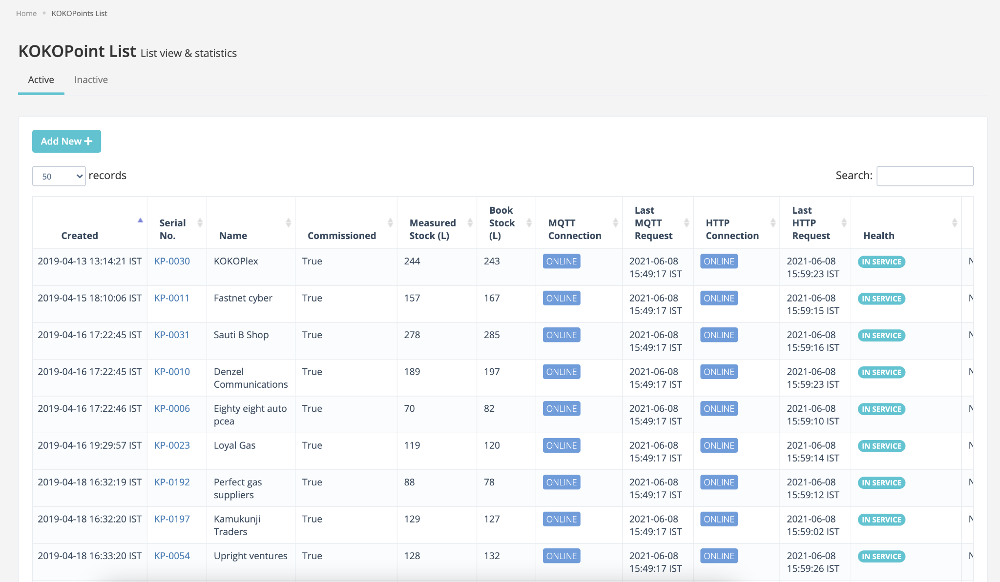 Home • KOKOPoints List
KOKOPoint List List view & statistics
Active Inactive
Add New +
50 records Search:
Created Serial No. Name Commissioned Measured Stock (L) Book Stock (L) MQTT Connection Last MQTT Request HTTP Connection Last HTTP Request Health
2019-04-13 13:14:21 IST KP-0030 KOKOPlex True 244 243 ONLINE 2021-06-08 15:49:17 IST ONLINE 2021-06-08 15:59:23 IST IN SERVICE
2019-04-15 18:10:06 IST KP-0011 Fastnet cyber True 157 167 ONLINE 2021-06-08 15:49:17 IST ONLINE 2021-06-08 15:59:15 IST IN SERVICE
2019-04-16 17:22:45 IST KP-0031 Sauti B Shop True 278 285 ONLINE 2021-06-08 15:49:17 IST ONLINE 2021-06-08 15:59:16 IST IN SERVICE
2019-04-16 17:22:45 IST KP-0010 Denzel Communications True 189 197 ONLINE 2021-06-08 15:49:17 IST ONLINE 2021-06-08 15:59:23 IST IN SERVICE
2019-04-16 17:22:46 IST KP-0006 Eighty eight auto pcea True 70 82 ONLINE 2021-06-08 15:49:17 IST ONLINE 2021-06-08 15:59:10 IST IN SERVICE
2019-04-16 19:29:57 IST KP-0023 Loyal Gas True 119 120 ONLINE 2021-06-08 15:49:17 IST ONLINE 2021-06-08 15:59:14 IST IN SERVICE
2019-04-18 16:32:19 IST KP-0192 Perfect gas suppliers True 88 78 ONLINE 2021-06-08 15:49:17 IST ONLINE 2021-06-08 15:59:12 IST IN SERVICE
2019-04-18 16:32:20 IST KP-0197 Kamukunji Traders True 129 127 ONLINE 2021-06-08 15:49:17 IST ONLINE 2021-06-08 15:59:02 IST IN SERVICE
2019-04-18 16:33:20 IST KP-0054 Upright ventures True 128 132 ONLINE 2021-06-08 15:49:17 IST ONLINE 2021-06-08 15:59:26 IST IN SERVICE